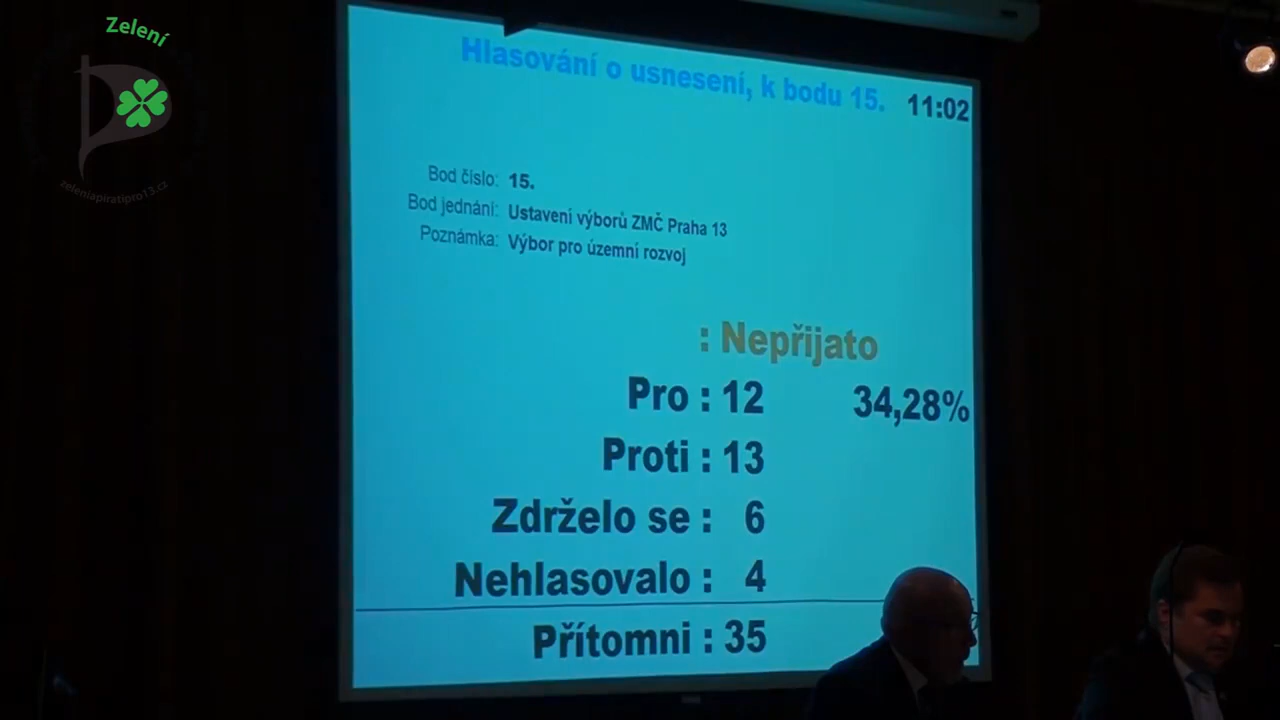 Zelení
zeleniapiratipro13.cz
Hlasování o usnesení, k bodu 15.
11:02
Bod číslo: 15.
Bod jednání: Ustavení výborů ZMČ Praha 13
Poznámka: Výbor pro územní rozvoj
: Nepřijato
Pro : 12 34,28%
Proti : 13
Zdrželo se : 6
Nehlasovalo : 4
Přítomni : 35